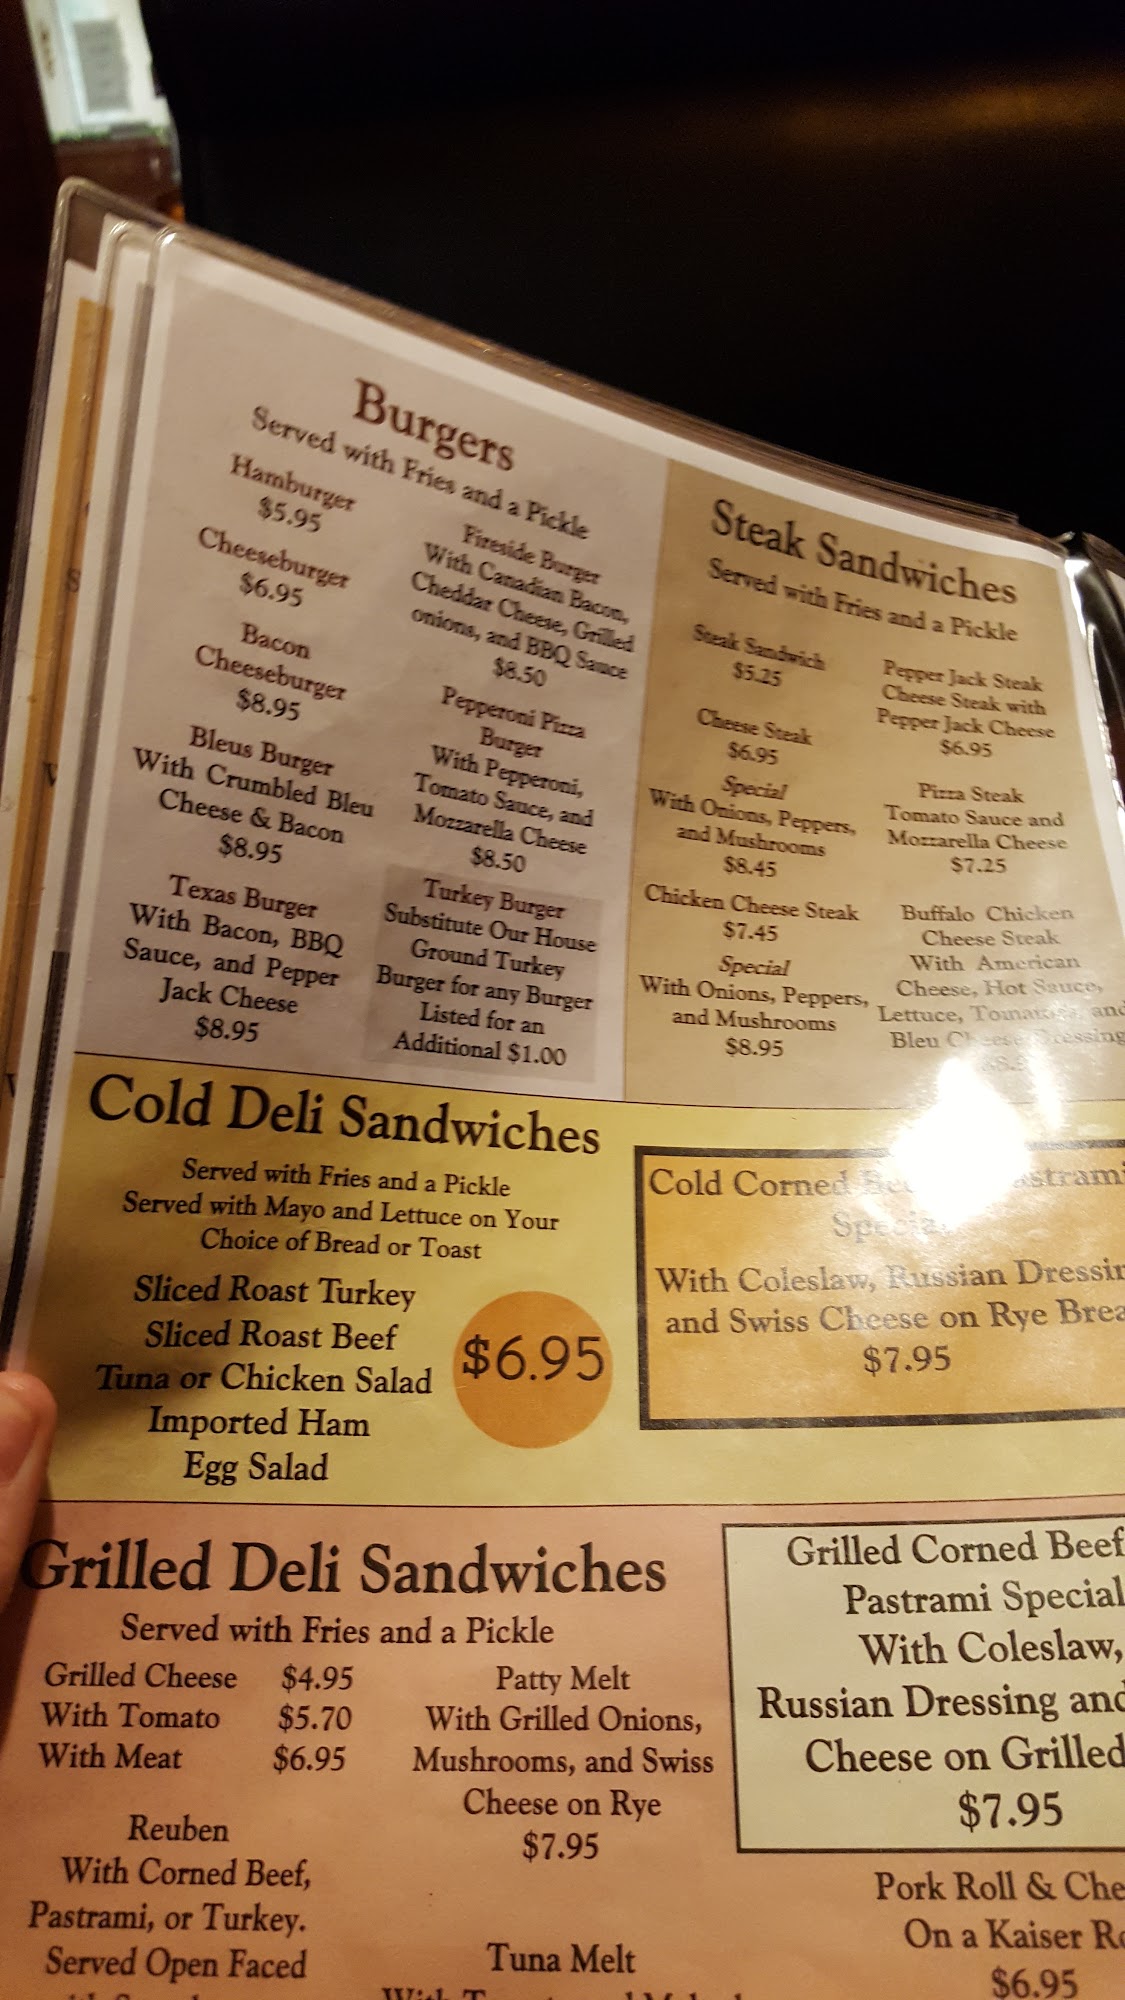 Burgers
Served with Fries and a Pickle
Hamburger
$5.95
Cheeseburger
$6.95
Bacon
Cheeseburger
$8.95
Bleus Burger
With Crumbled Bleu
Cheese & Bacon
$8.95
Texas Burger
With Bacon, BBQ
Sauce, and Pepper
Jack Cheese
$8.95
Fireside Burger
With Canadian Bacon,
Cheddar Cheese, Grilled
onions, and BBQ Sauce
$8.50
Pepperoni Pizza
Burger
With Pepperoni,
Tomato Sauce, and
Mozzarella Cheese
$8.50
Turkey Burger
Substitute Our House
Ground Turkey
Burger for any Burger
Listed for an
Additional $1.00
Steak Sandwiches
Served with Fries and a Pickle
Steak Sandwich
$5.25
Cheese Steak
$6.95
Special
With Onions, Peppers,
and Mushrooms
$8.45
Chicken Cheese Steak
$7.45
Special
With Onions, Peppers,
and Mushrooms
$8.95
Pepper Jack Steak
Cheese Steak with
Pepper Jack Cheese
$6.95
Pizza Steak
Tomato Sauce and
Mozzarella Cheese
$7.25
Buffalo Chicken
Cheese Steak
With American
Cheese, Hot Sauce,
Lettuce, Tomatoes, and
Bleu Cheese Dressing
Cold Deli Sandwiches
Served with Fries and a Pickle
Served with Mayo and Lettuce on Your
Choice of Bread or Toast
Sliced Roast Turkey
Sliced Roast Beef
Tuna or Chicken Salad
Imported Ham
Egg Salad
$6.95
Cold Corned
With Coleslaw, Russian Dressin
and Swiss Cheese on Rye Brea
$7.95
Grilled Deli Sandwiches
Served with Fries and a Pickle
Grilled Cheese $4.95
With Tomato $5.70
With Meat $6.95
Reuben
With Corned Beef,
Pastrami, or Turkey.
Served Open Faced
Patty Melt
With Grilled Onions,
Mushrooms, and Swiss
Cheese on Rye
$7.95
Tuna Melt
Grilled Corned Beef
Pastrami Special
With Coleslaw,
Russian Dressing and
Cheese on Grilled
$7.95
Pork Roll & Che
On a Kaiser Ro
$6.95